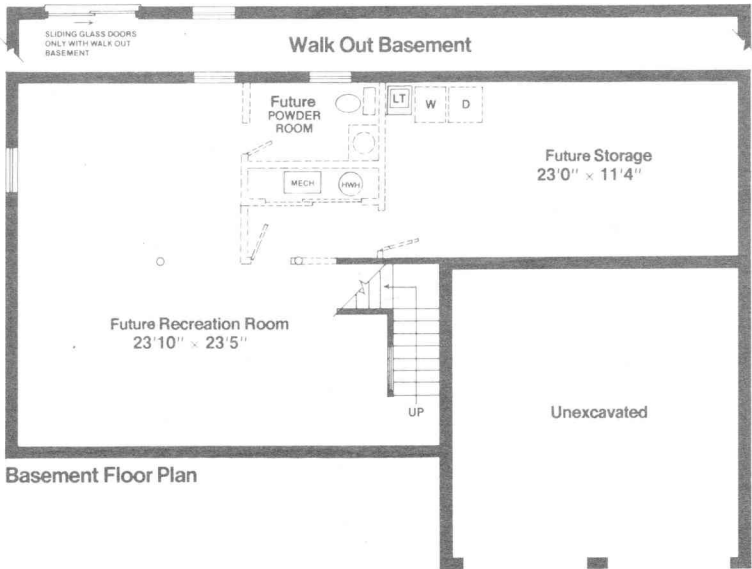 SLIDING GLASS DOORS
ONLY WITH WALK OUT
BASEMENT
Walk Out Basement
Future
POWDER
ROOM
LT
W
D
MECH
HWH
Future Storage
23'0" × 11'4"
Future Recreation Room
23'10" × 23'5"
UP
Unexcavated
Basement Floor Plan